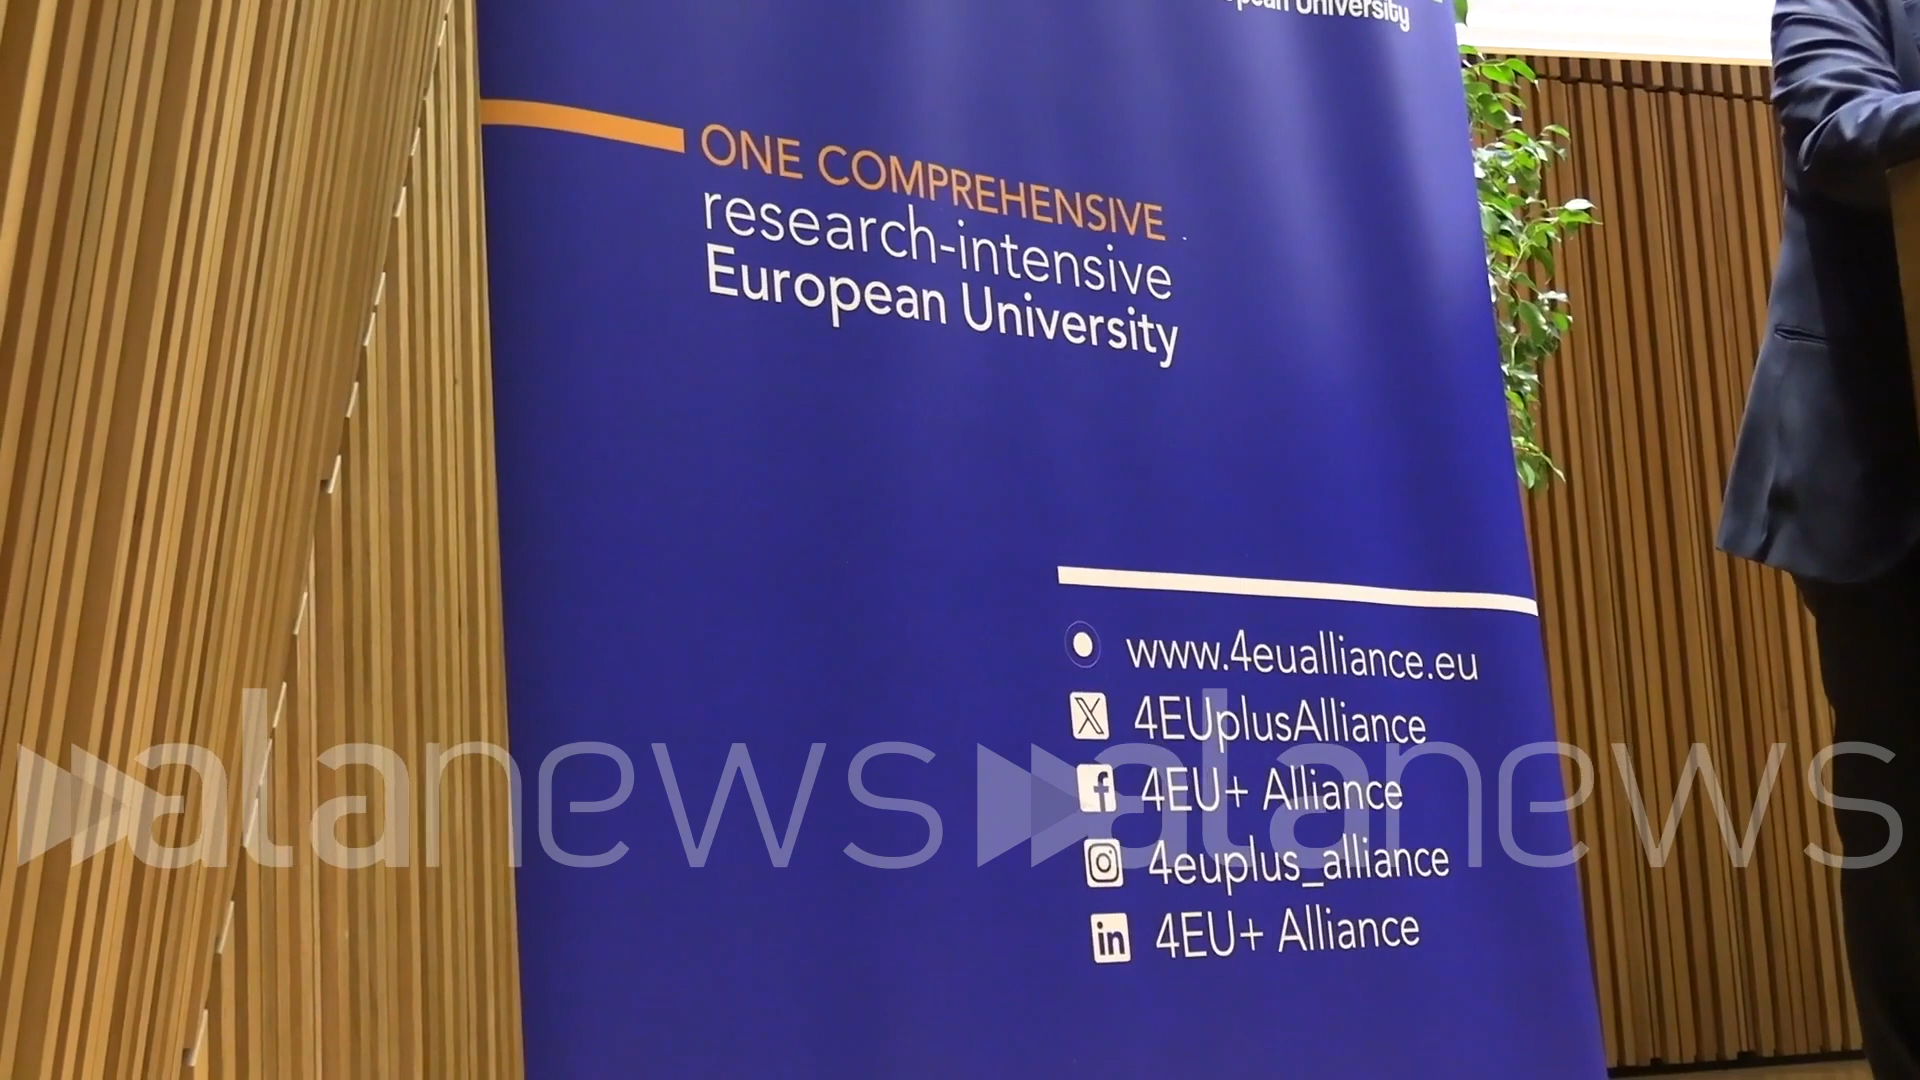 European University
ONE COMPREHENSIVE
research-intensive
European University
www.4eualliance.eu
4EUplusAlliance
4EU+ Alliance
4euplus_alliance
4EU+ Alliance
alanews alanews